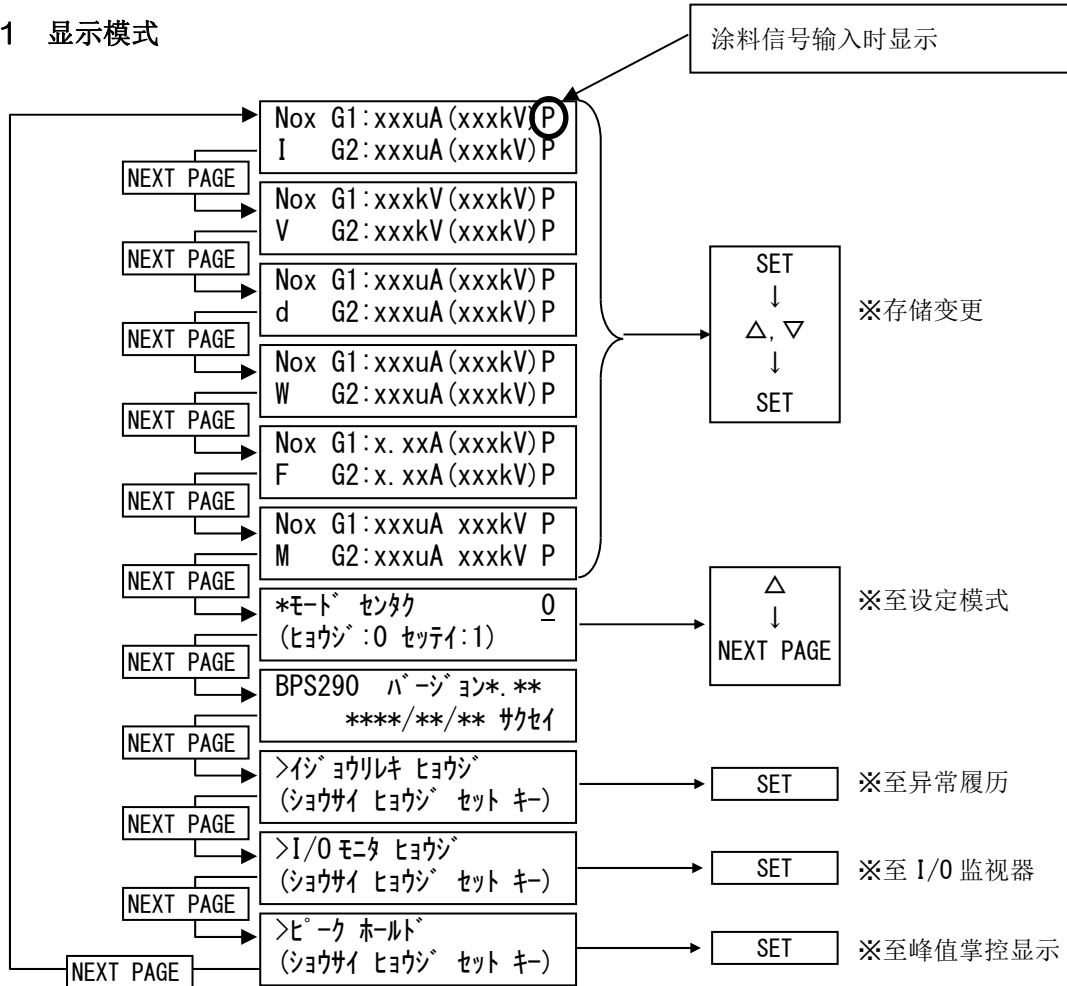 1 显示模式
涂料信号输入时显示
Nox G1:xxxuA(xxxkV)P
I G2:xxxuA(xxxkV)P
NEXT PAGE
Nox G1:xxxkV(xxxkV)P
V G2:xxxkV(xxxkV)P
NEXT PAGE
Nox G1:xxxuA(xxxkV)P
d G2:xxxuA(xxxkV)P
NEXT PAGE
Nox G1:xxxuA(xxxkV)P
W G2:xxxuA(xxxkV)P
NEXT PAGE
Nox G1:x.xxA(xxxkV)P
F G2:x.xxA(xxxkV)P
NEXT PAGE
Nox G1:xxxuA xxxkV P
M G2:xxxuA xxxkV P
SET
↓
△,▽
↓
SET
※存储变更
NEXT PAGE
*ﾓｰﾄﾞ ｾﾝﾀｸ 0
(ﾋｮｳｼﾞ:0 ｾｯﾃｲ:1)
△
↓
NEXT PAGE
※至设定模式
NEXT PAGE
BPS290 ﾊﾞｰｼﾞｮﾝ*.**
****/**/** ｻｸｾｲ
NEXT PAGE
>ｲｼﾞｮｳﾘﾚｷ ﾋｮｳｼﾞ
(ｼｮｳｻｲ ﾋｮｳｼﾞ ｾｯﾄ ｷｰ)
SET
※至异常履历
NEXT PAGE
>I/O ﾓﾆﾀ ﾋｮｳｼﾞ
(ｼｮｳｻｲ ﾋｮｳｼﾞ ｾｯﾄ ｷｰ)
SET
※至 I/O 监视器
NEXT PAGE
>ﾋﾟｰｸ ﾎｰﾙﾄﾞ
(ｼｮｳｻｲ ﾋｮｳｼﾞ ｾｯﾄ ｷｰ)
SET
※至峰值掌控显示
NEXT PAGE